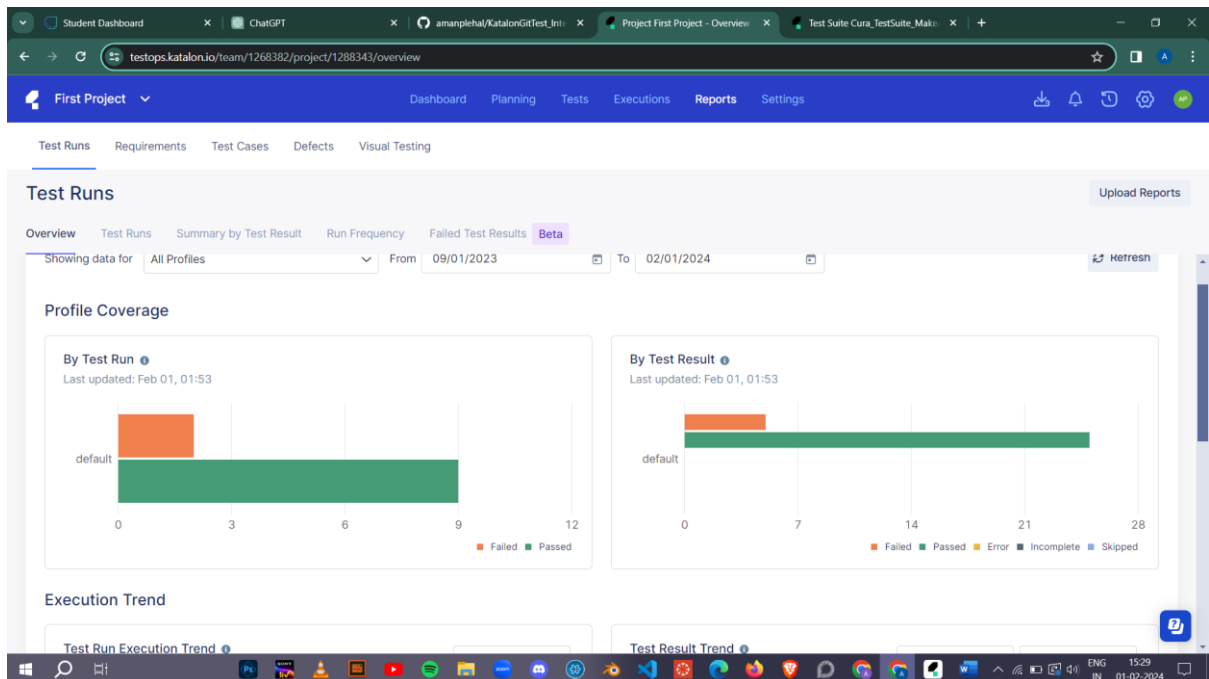 Student Dashboard
ChatGPT
amanplehal/KatalonGitTest_Inte
Project First Project - Overview
Test Suite Cura_TestSuite_Make
testops.katalon.io/team/1268382/project/1288343/overview
A
First Project
Dashboard Planning Tests Executions Reports Settings
AP
Test Runs Requirements Test Cases Defects Visual Testing
Test Runs
Upload Reports
Overview Test Runs Summary by Test Result Run Frequency Failed Test Results Beta
Showing data for All Profiles From 09/01/2023 To 02/01/2024 Refresh
Profile Coverage
By Test Run
Last updated: Feb 01, 01:53
default
0 3 6 9 12
Failed Passed
By Test Result
Last updated: Feb 01, 01:53
default
0 7 14 21 28
Failed Passed Error Incomplete Skipped
Execution Trend
Test Run Execution Trend
Test Result Trend
Ps
ENG
IN
15:29
01-02-2024